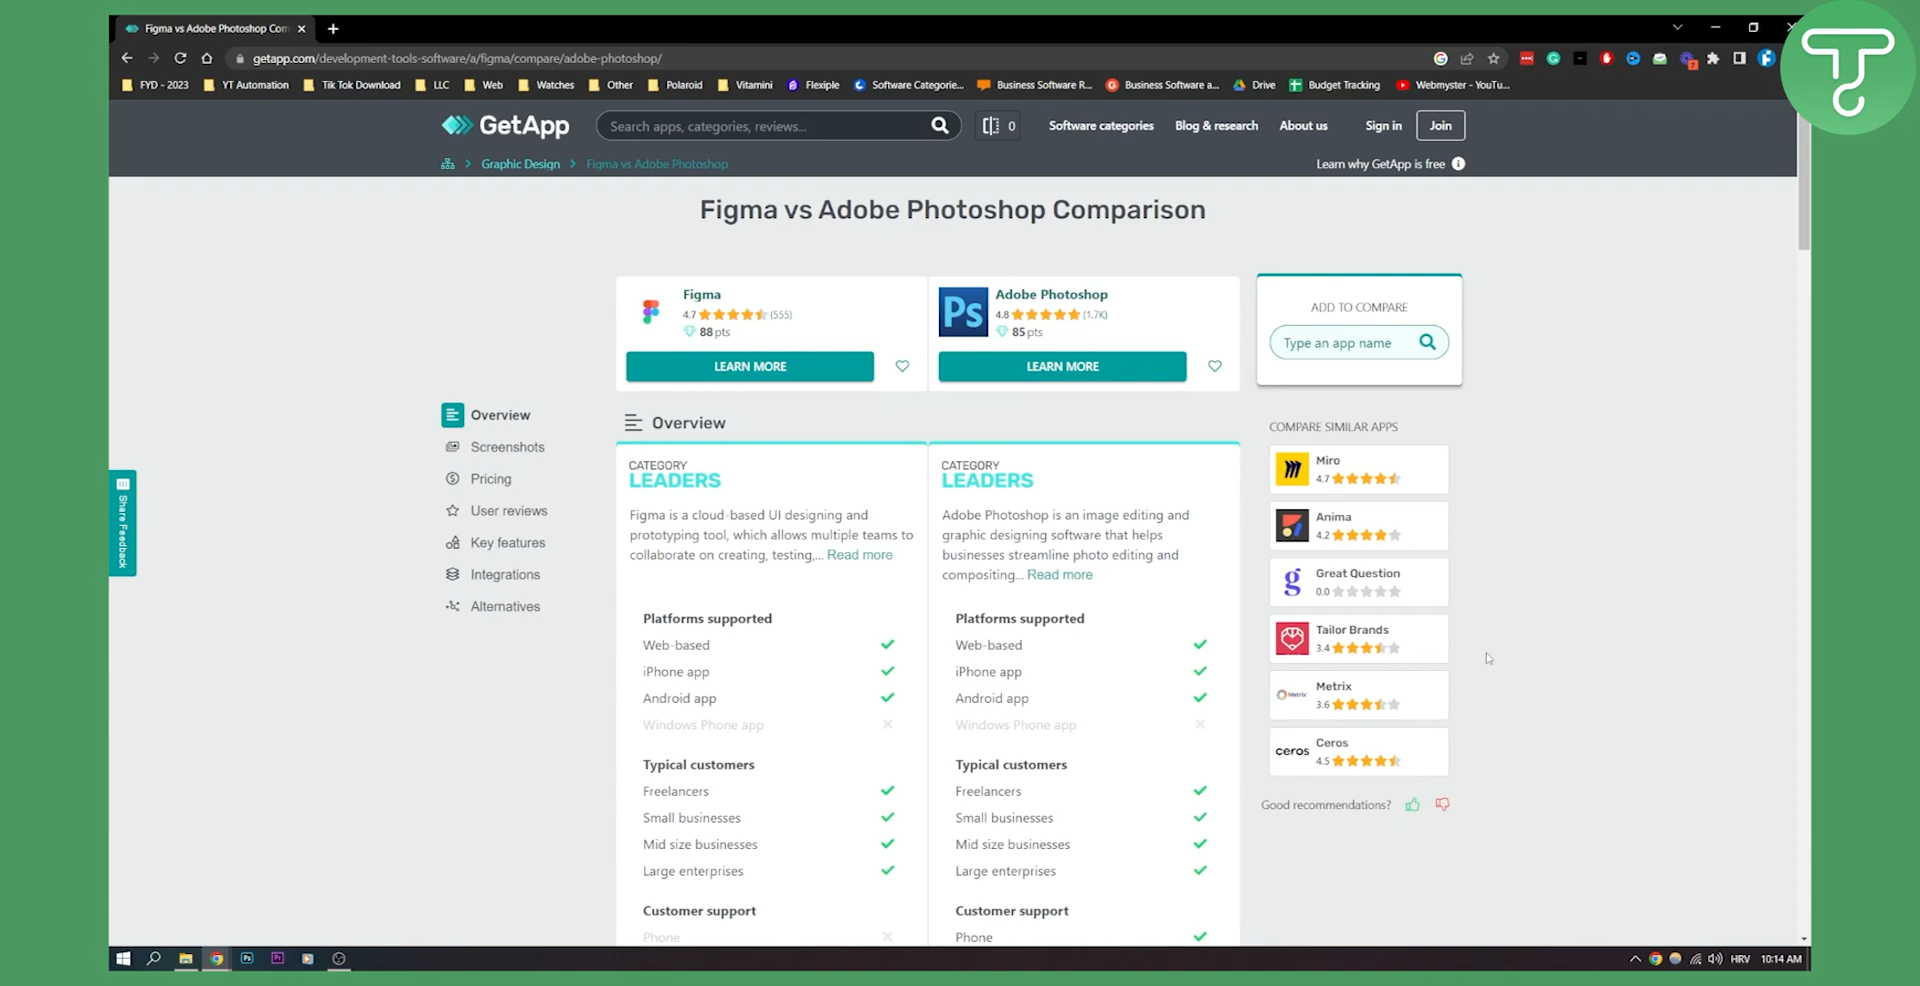 Figma vs Adobe Photoshop Com
getapp.com/development-tools-software/a/figma/compare/adobe-photoshop/
FYD - 2023
YT Automation
Tik Tok Download
LLC
Web
Watches
Other
Polaroid
Vitamini
Flexiple
Software Categorie...
Business Software R...
Business Software a...
Drive
Budget Tracking
Webmyster - YouTu...
GetApp
Search apps, categories, reviews...
0
Software categories
Blog & research
About us
Sign in
Join
Graphic Design
Figma vs Adobe Photoshop
Learn why GetApp is free
Figma vs Adobe Photoshop Comparison
Figma
4.7 (555)
88 pts
LEARN MORE
Ps
Adobe Photoshop
4.8 (1.7K)
85 pts
LEARN MORE
ADD TO COMPARE
Type an app name
Overview
Screenshots
Pricing
User reviews
Key features
Integrations
Alternatives
Share Feedback
Overview
CATEGORY
LEADERS
Figma is a cloud-based UI designing and
prototyping tool, which allows multiple teams to
collaborate on creating, testing,... Read more
Platforms supported
Web-based
iPhone app
Android app
Windows Phone app
Typical customers
Freelancers
Small businesses
Mid size businesses
Large enterprises
Customer support
Phone
CATEGORY
LEADERS
Adobe Photoshop is an image editing and
graphic designing software that helps
businesses streamline photo editing and
compositing... Read more
Platforms supported
Web-based
iPhone app
Android app
Windows Phone app
Typical customers
Freelancers
Small businesses
Mid size businesses
Large enterprises
Customer support
Phone
COMPARE SIMILAR APPS
Miro
4.7
Anima
4.2
Great Question
0.0
Tailor Brands
3.4
Metrix
Metrix
3.6
ceros
Ceros
4.5
Good recommendations?
Ps
Pr
HRV
10:14 AM